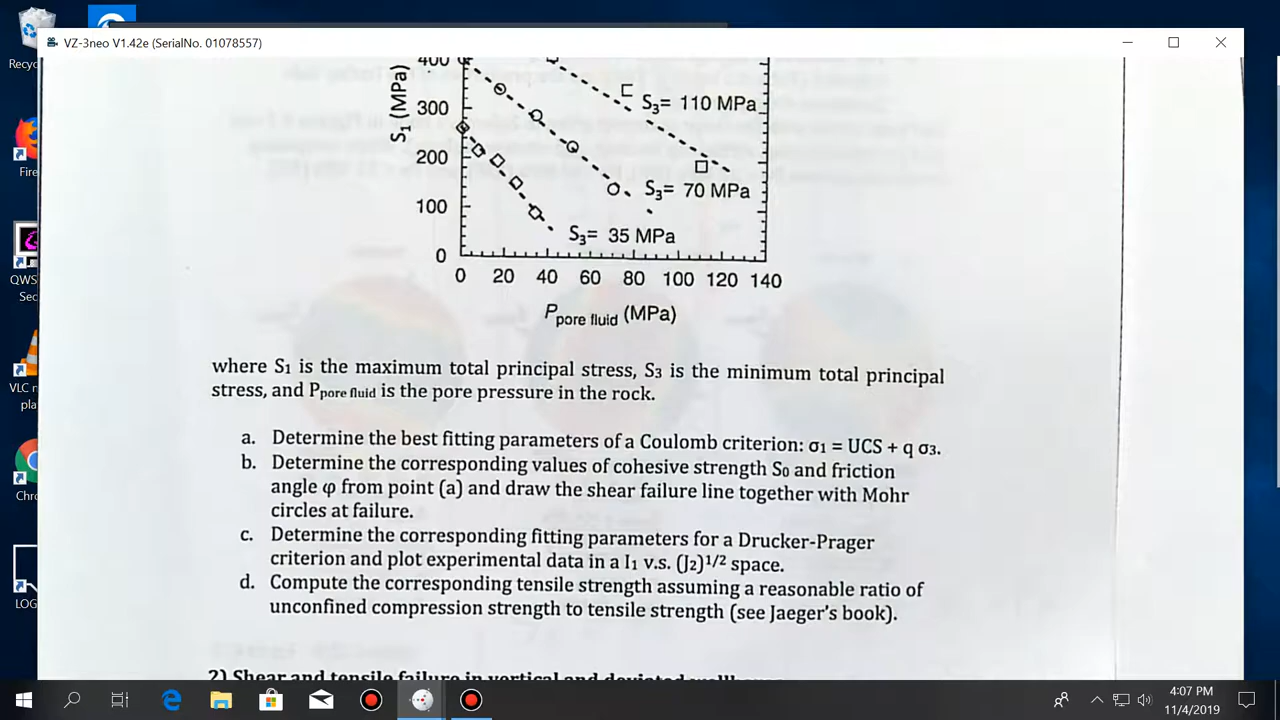 Recyc
VZ-3neo V1.42e (SerialNo. 01078557)
Fire
QWS
Sec
VLC m
pla
Chro
LOG
S1 (MPa)
400
300
200
100
0
S3= 110 MPa
S3= 70 MPa
S3= 35 MPa
0 20 40 60 80 100 120 140
Ppore fluid (MPa)
where S1 is the maximum total principal stress, S3 is the minimum total principal
stress, and Ppore fluid is the pore pressure in the rock.
a. Determine the best fitting parameters of a Coulomb criterion: σ1 = UCS + q σ3.
b. Determine the corresponding values of cohesive strength S0 and friction
angle φ from point (a) and draw the shear failure line together with Mohr
circles at failure.
c. Determine the corresponding fitting parameters for a Drucker-Prager
criterion and plot experimental data in a I1 v.s. (J2)1/2 space.
d. Compute the corresponding tensile strength assuming a reasonable ratio of
unconfined compression strength to tensile strength (see Jaeger's book).
2) Shear and tensile failure in vertical and deviated wellbores
4:07 PM
11/4/2019